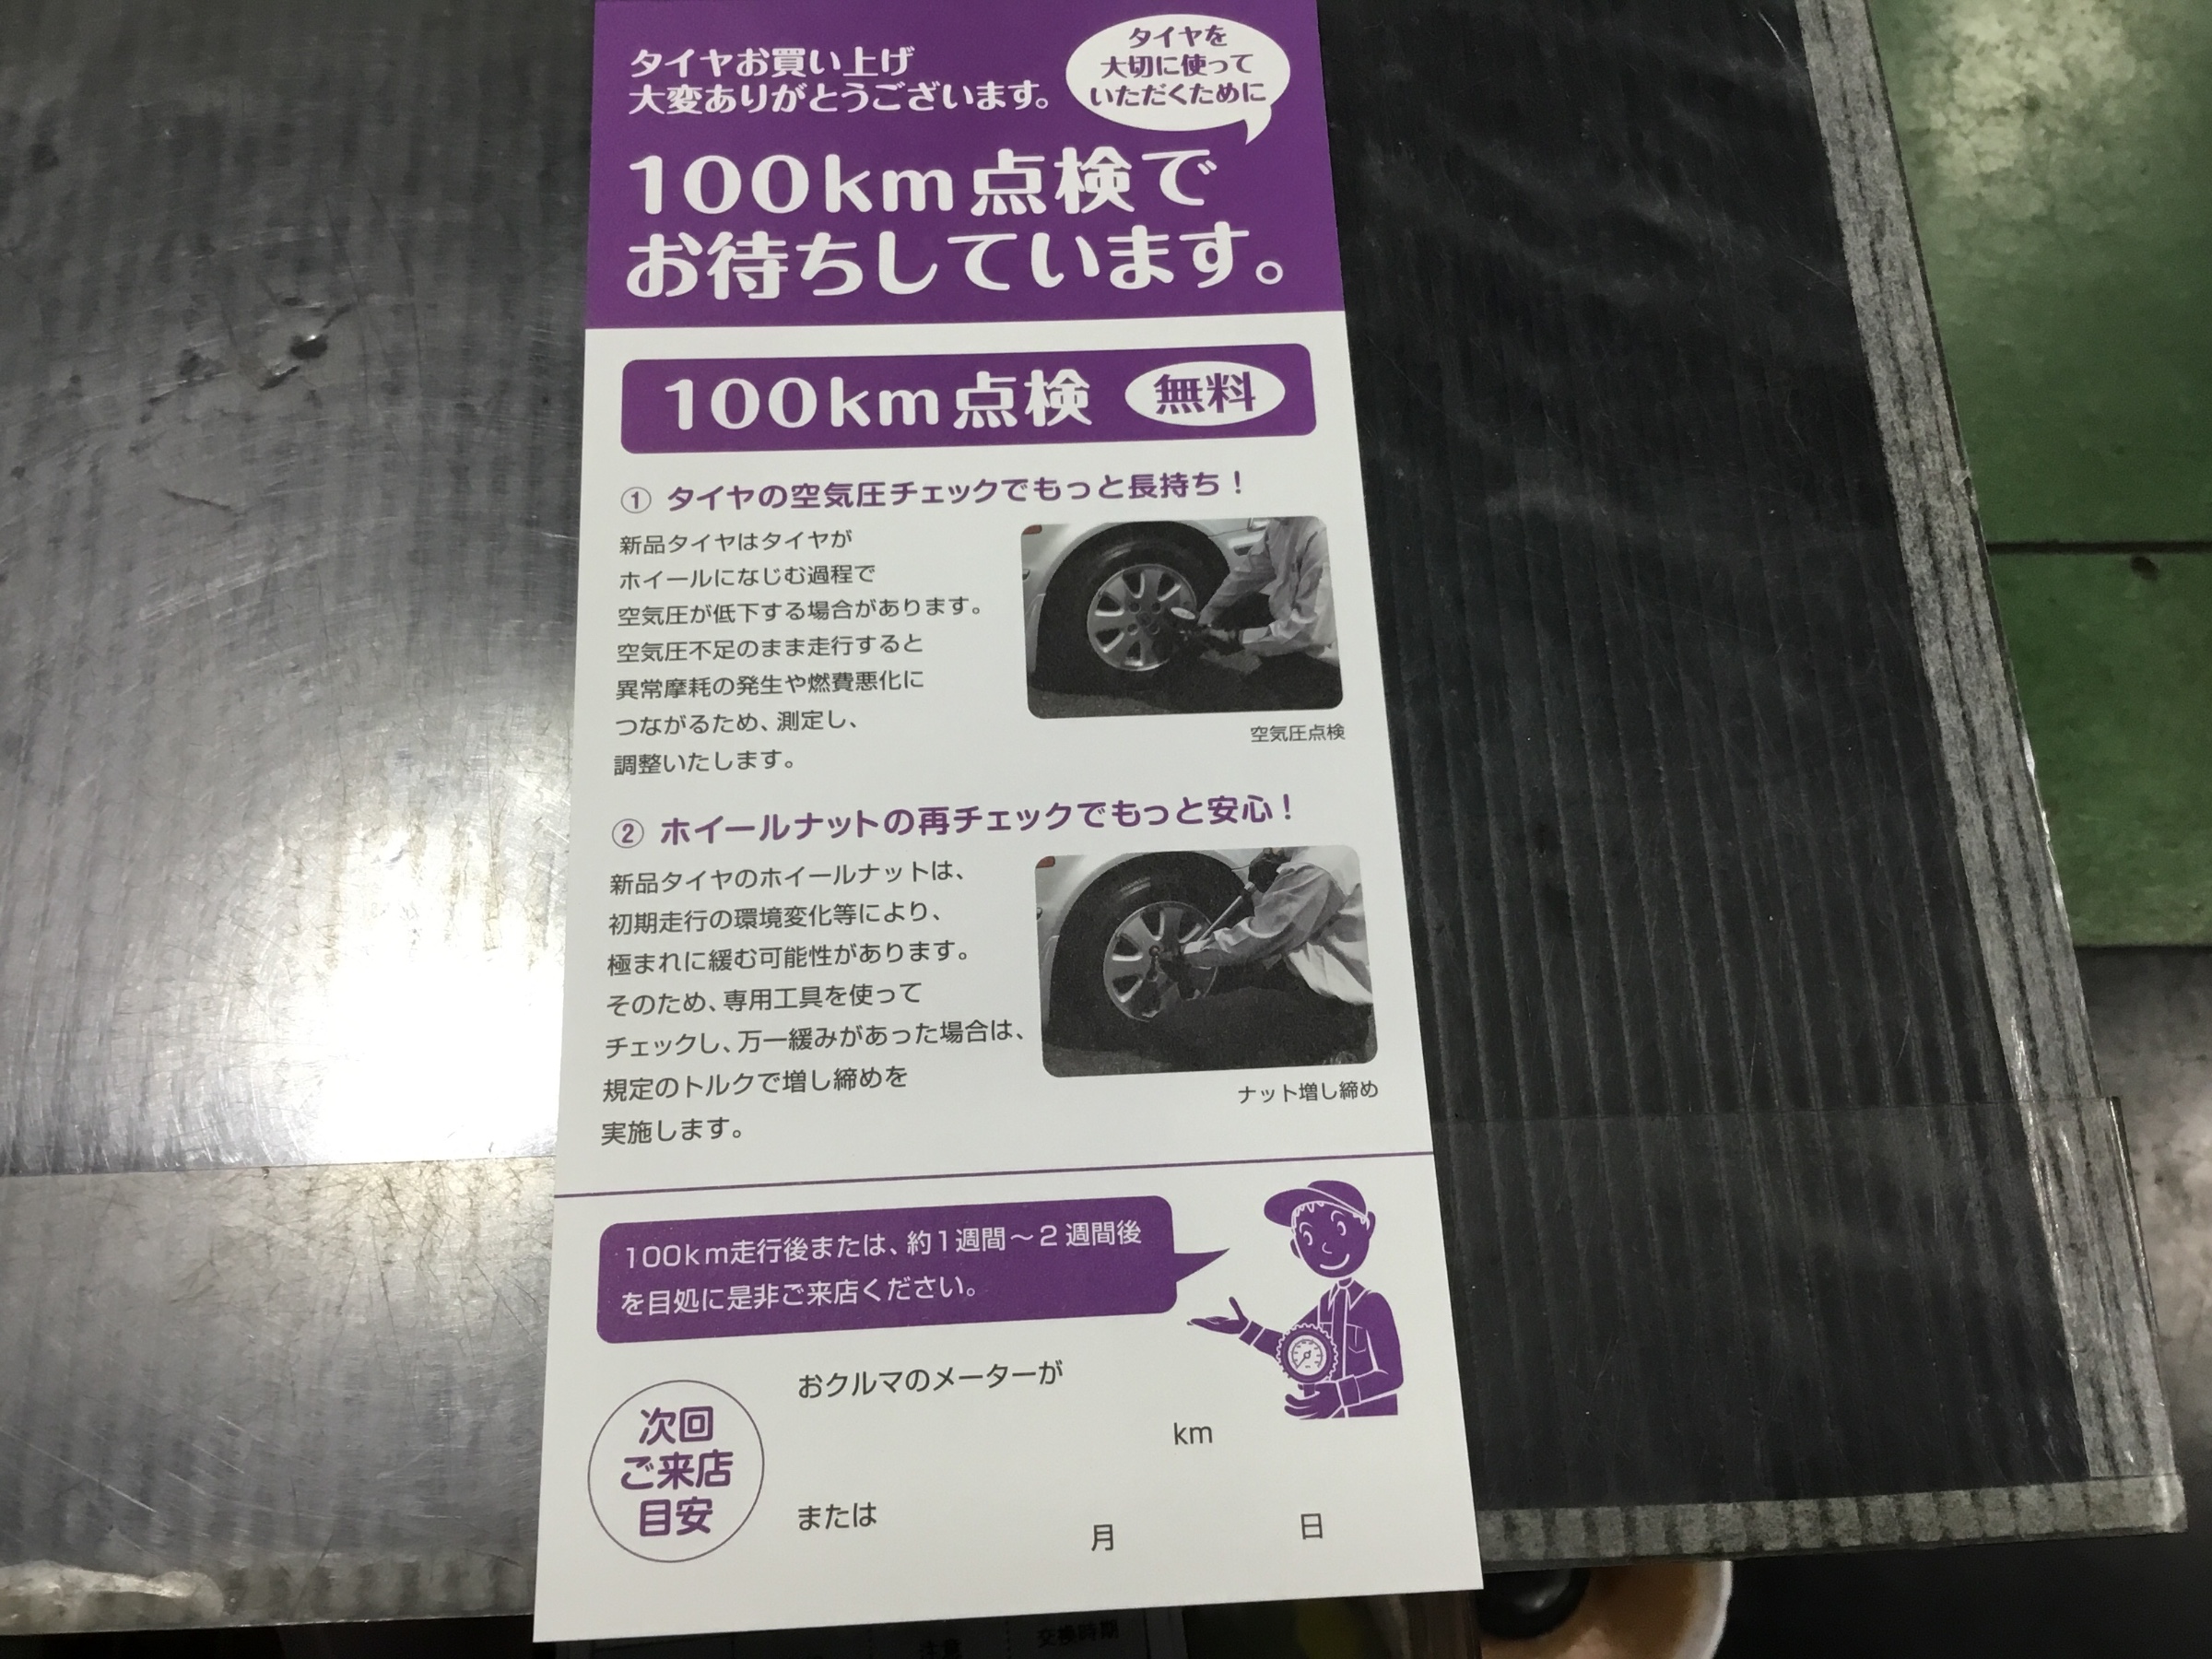 タイヤお買い上げ
大変ありがとうございます。
タイヤを
大切に使って
いただくために
100km点検で
お待ちしています。
100km点検 無料
① タイヤの空気圧チェックでもっと長持ち！
新品タイヤはタイヤが
ホイールになじむ過程で
空気圧が低下する場合があります。
空気圧不足のまま走行すると
異常摩耗の発生や燃費悪化に
つながるため、測定し、
調整いたします。
空気圧点検
② ホイールナットの再チェックでもっと安心！
新品タイヤのホイールナットは、
初期走行の環境変化等により、
極まれに緩む可能性があります。
そのため、専用工具を使って
チェックし、万一緩みがあった場合は、
規定のトルクで増し締めを
実施します。
ナット増し締め
100km走行後または、約1週間～2週間後
を目処に是非ご来店ください。
次回
ご来店
目安
おクルマのメーターが
km
または 月 日
注意 交換時期